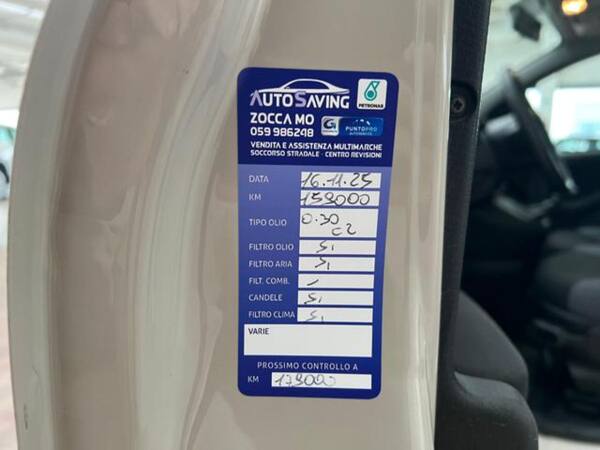 AUTOSAVING
PETRONAS
ZOCCA MO
059 986248
PUNTOPRO
VENDITA E ASSISTENZA MULTIMARCHE
SOCCORSO STRADALE - CENTRO REVISIONI
DATA 16.11.25
KM 159000
TIPO OLIO 0.30
C2
FILTRO OLIO Si
FILTRO ARIA Si
FILT. COMB. -
CANDELE Si
FILTRO CLIMA Si
VARIE
PROSSIMO CONTROLLO A
KM 179000